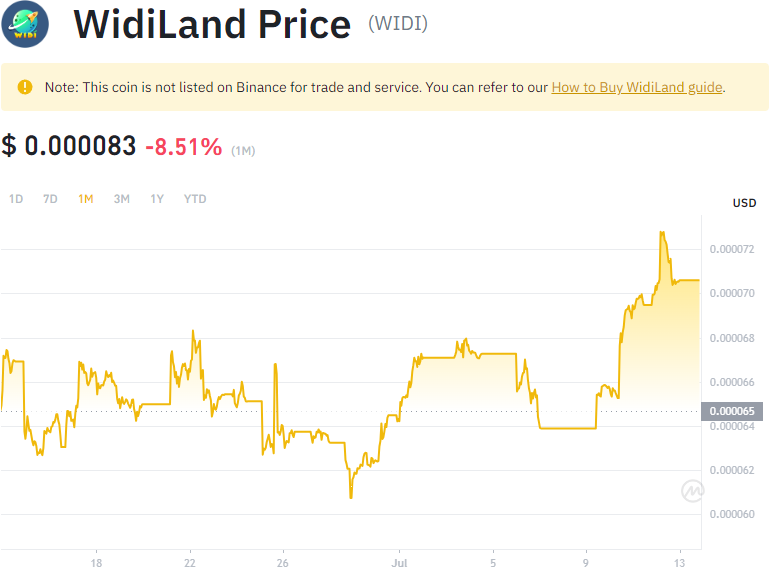 WIDI
WidiLand Price (WIDI)
Note: This coin is not listed on Binance for trade and service. You can refer to our How to Buy WidiLand guide.
$ 0.000083 -8.51% (1M)
1D 7D 1M 3M 1Y YTD
USD
0.000072
0.000070
0.000068
0.000066
0.000065
0.000064
0.000062
0.000060
18 22 26 Jul 5 9 13